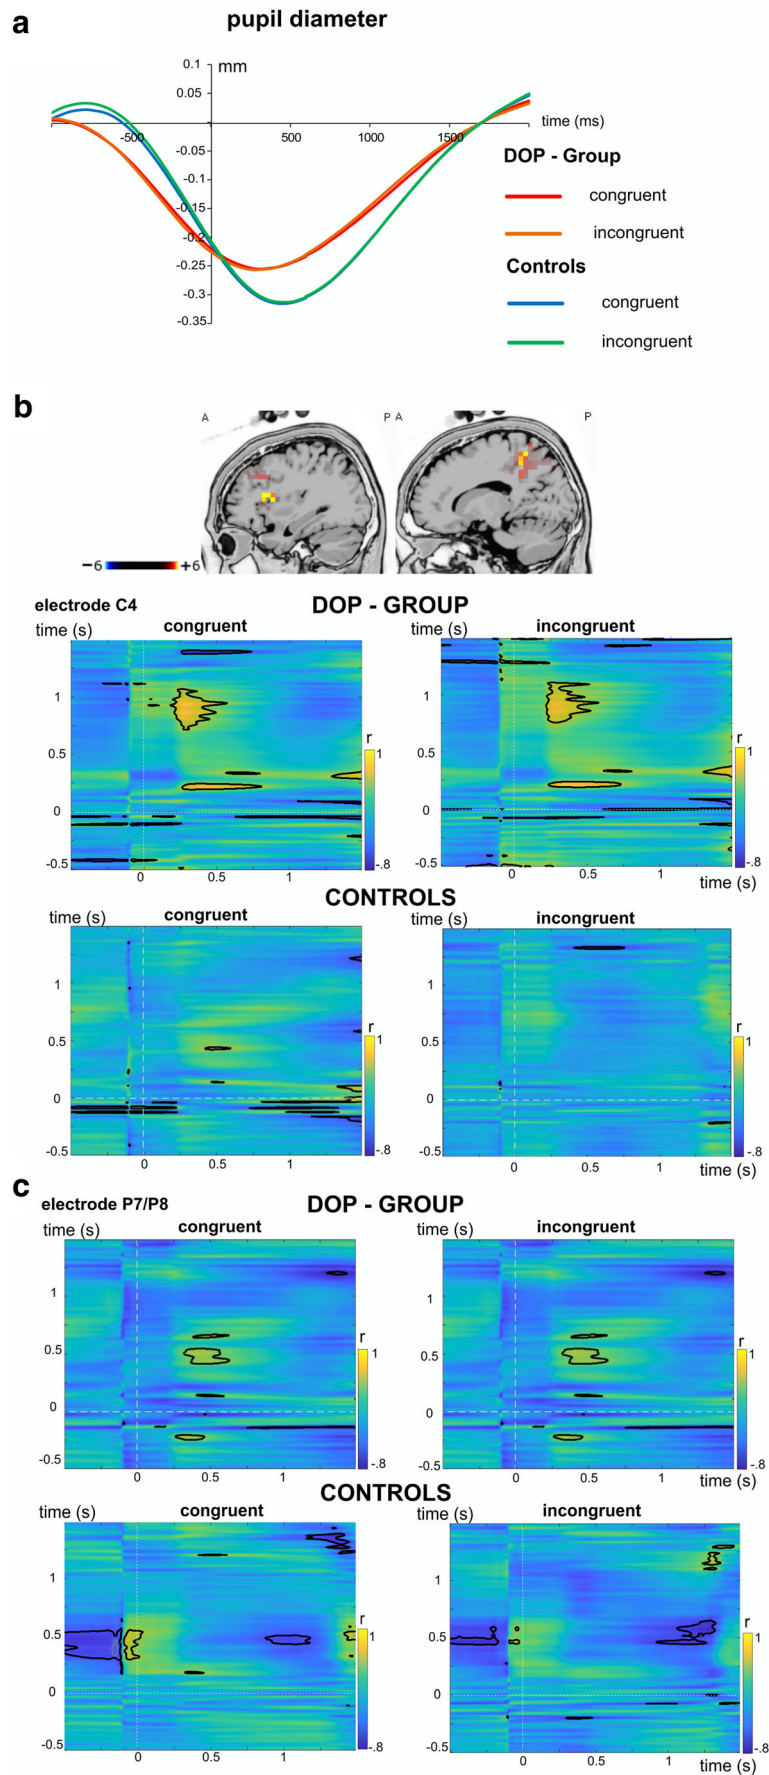 a
pupil diameter
0.1
mm
0.05
-500
500
1000
1500
time (ms)
-0.05
-0.1
-0.15
-0.2
-0.25
-0.3
-0.35
DOP - Group
congruent
incongruent
Controls
congruent
incongruent
b
A P A P
−6 +6
electrode C4
DOP - GROUP
time (s) congruent time (s) incongruent
1 1
0.5 0.5
r 1 r 1
0 0
-.8 -.8
-0.5 -0.5
0 0.5 1 0 0.5 1
time (s)
CONTROLS
time (s) congruent time (s) incongruent
1 1
0.5 0.5
r 1 r 1
0 0
-.8 -.8
-0.5 -0.5
0 0.5 1 0 0.5 1
time (s)
c
electrode P7/P8
DOP - GROUP
time (s) congruent time (s) incongruent
1 1
0.5 0.5
r 1 r 1
0 0
-.8 -.8
-0.5 -0.5
0 0.5 1 0 0.5 1
time (s)
CONTROLS
time (s) congruent time (s) incongruent
1 1
0.5 0.5
r 1 r 1
0 0
-.8 -.8
-0.5 -0.5
0 0.5 1 0 0.5 1
time (s)